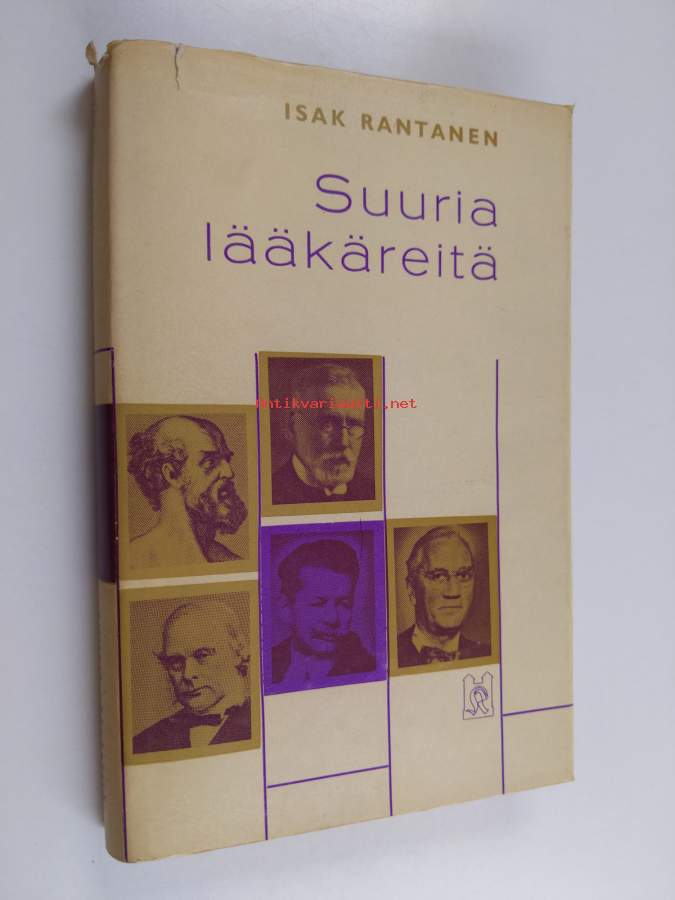 ISAK RANTANEN
Suuria
lääkäreitä
antikvariaatti.net